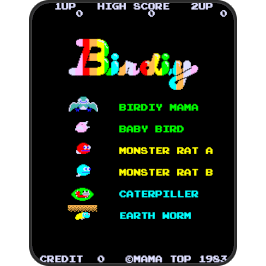 1UP HIGH SCORE 2UP
0 0 0
Birdiy
BIRDIY MAMA
BABY BIRD
MONSTER RAT A
MONSTER RAT B
CATERPILLER
EARTH WORM
CREDIT 0 ©MAMA TOP 1983